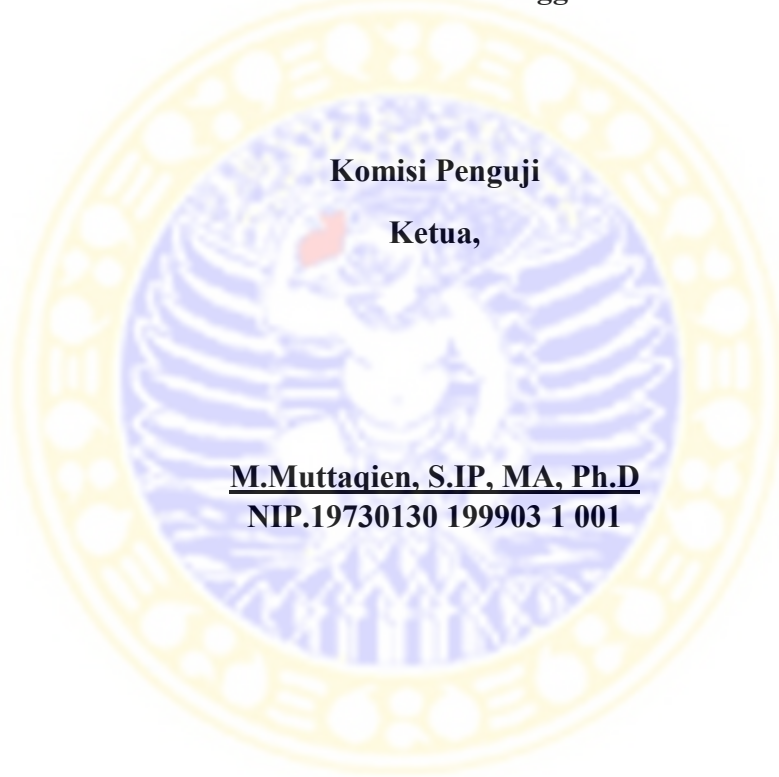 Komisi Penguji
Ketua,
M.Muttaqien, S.IP, MA, Ph.D
NIP.19730130 199903 1 001